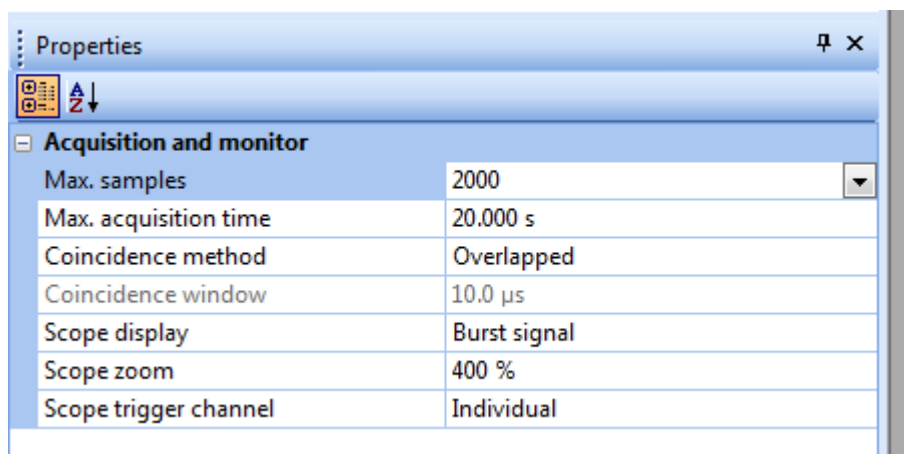 Properties
Acquisition and monitor
Max. samples 2000
Max. acquisition time 20.000 s
Coincidence method Overlapped
Coincidence window 10.0 µs
Scope display Burst signal
Scope zoom 400 %
Scope trigger channel Individual